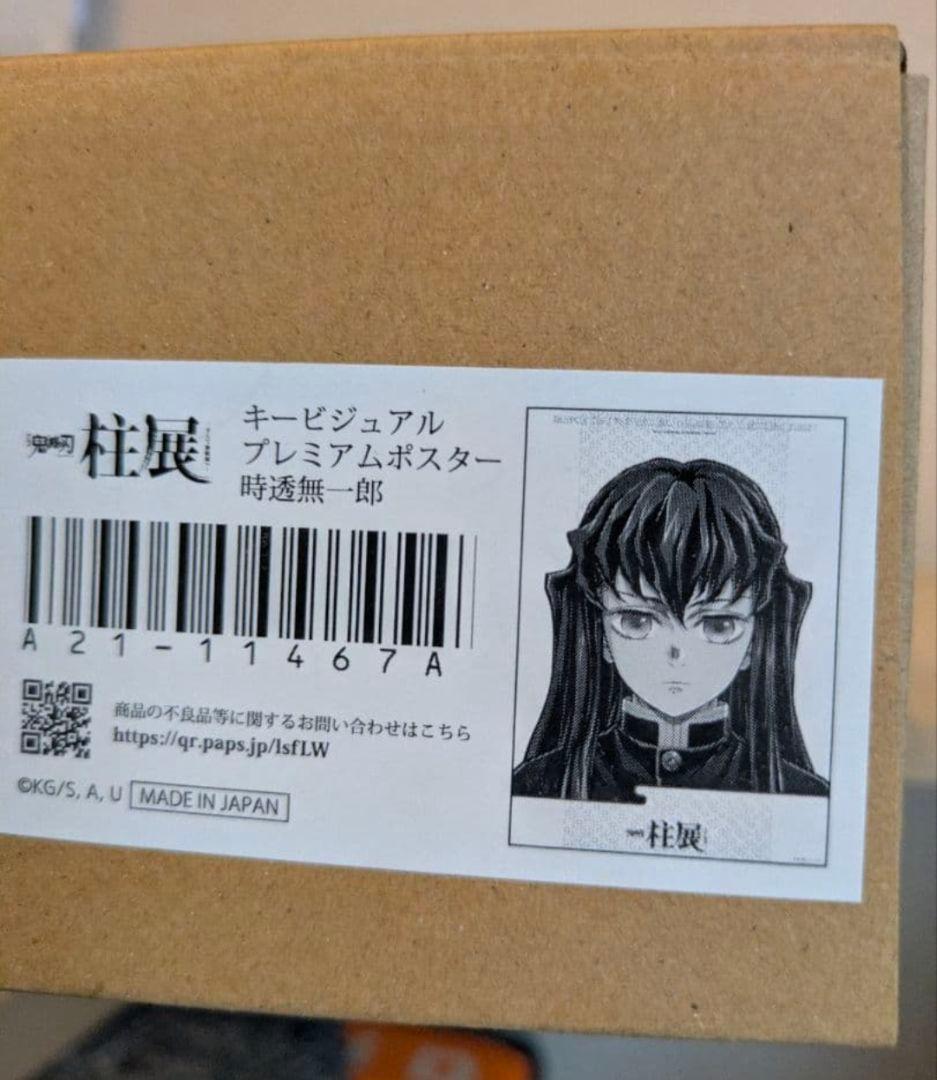 鬼滅の刃 柱展
キービジュアル
プレミアムポスター
時透無一郎
A21-11467A
商品の不良品等に関するお問い合わせはこちら
https://qr.paps.jp/lsfLW
©KG/S, A, U MADE IN JAPAN
柱展